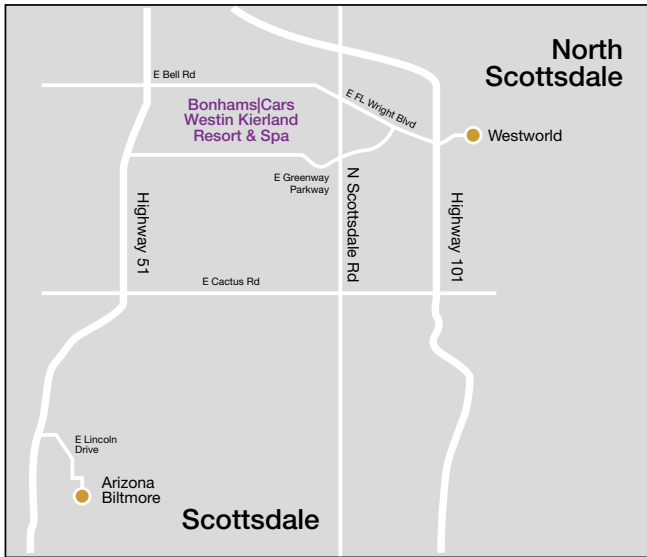 North
Scottsdale
E Bell Rd
Bonhams|Cars
Westin Kierland
Resort & Spa
E FL Wright Blvd
Westworld
E Greenway
Parkway
Highway 51
N Scottsdale Rd
Highway 101
E Cactus Rd
E Lincoln
Drive
Arizona
Biltmore
Scottsdale